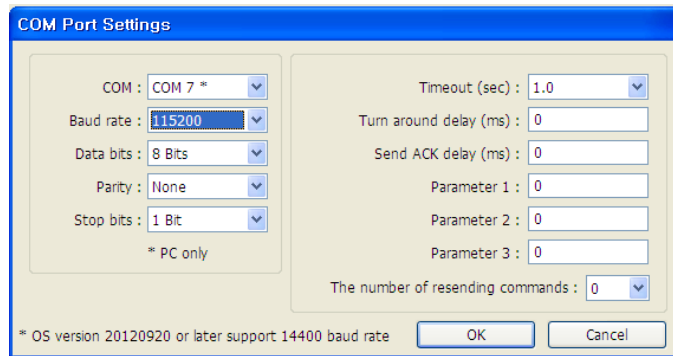 COM Port Settings
COM : COM 7 *
Baud rate : 115200
Data bits : 8 Bits
Parity : None
Stop bits : 1 Bit
* PC only
Timeout (sec) : 1.0
Turn around delay (ms) : 0
Send ACK delay (ms) : 0
Parameter 1 : 0
Parameter 2 : 0
Parameter 3 : 0
The number of resending commands : 0
* OS version 20120920 or later support 14400 baud rate
OK
Cancel